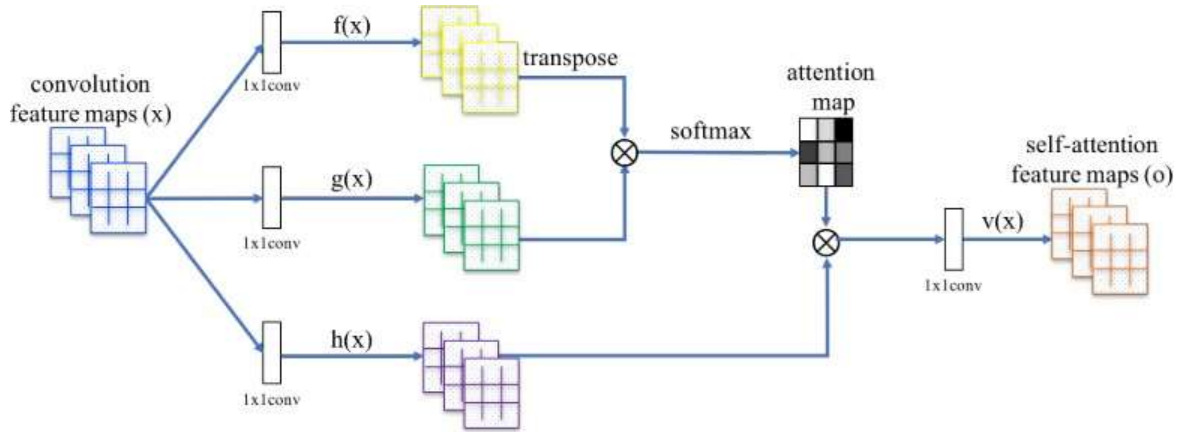 convolution
feature maps (x)
f(x)
1x1conv
transpose
g(x)
1x1conv
h(x)
1x1conv
softmax
attention
map
v(x)
1x1conv
self-attention
feature maps (o)